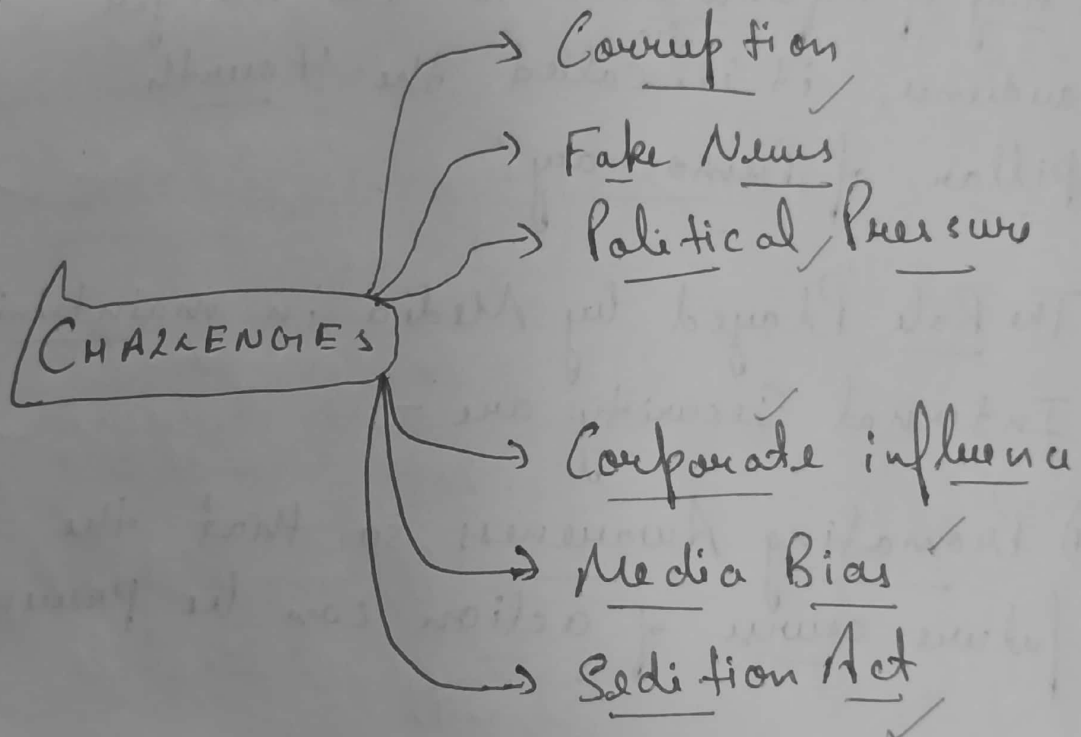 Corruption
Fake News
Political Pressure
CHALLENGES
Corporate influence
Media Bias
Sedition Act